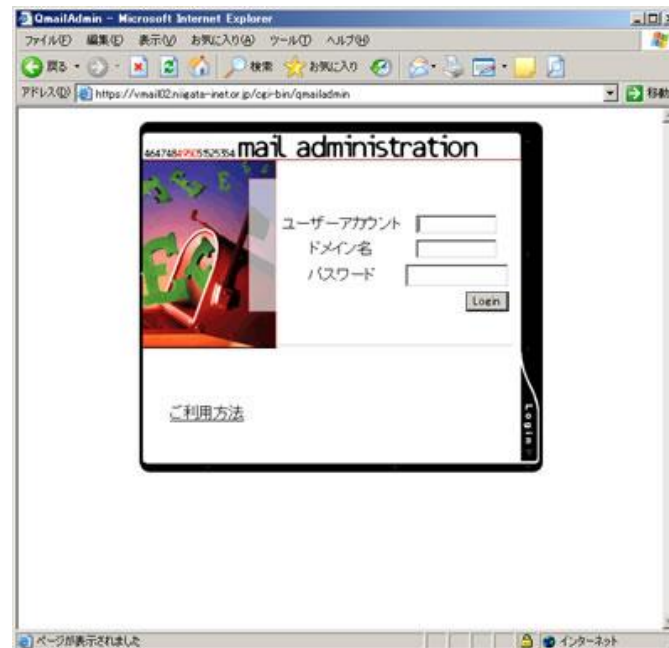 QmailAdmin - Microsoft Internet Explorer
ファイル(F) 編集(E) 表示(V) お気に入り(A) ツール(T) ヘルプ(H)
戻る 検索 お気に入り
アドレス(D) https://vmail02.niigata-inet.or.jp/cgi-bin/qmailadmin 移動
mail administration
ユーザーアカウント
ドメイン名
パスワード
Login
ご利用方法
Login
ページが表示されました インターネット